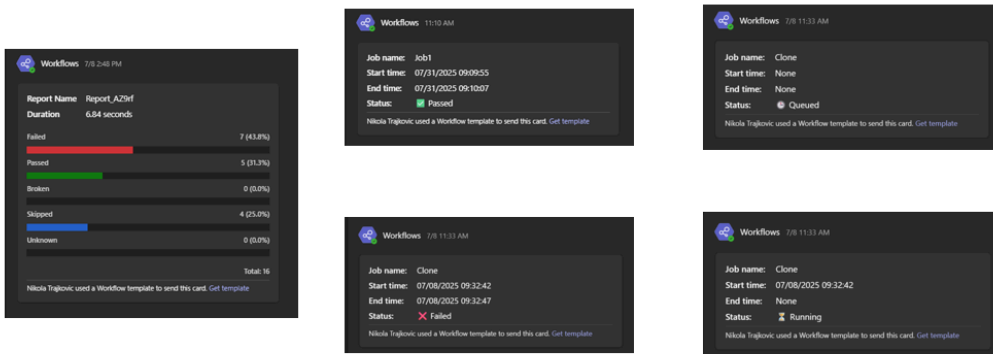 Workflows 7/8 2:48 PM
Report Name Report_AZ9rf
Duration 6.84 seconds
Failed 7 (43.8%)
Passed 5 (31.3%)
Broken 0 (0.0%)
Skipped 4 (25.0%)
Unknown 0 (0.0%)
Total: 16
Nikola Trajkovic used a Workflow template to send this card. Get template
Workflows 11:10 AM
Job name: Job1
Start time: 07/31/2025 09:09:55
End time: 07/31/2025 09:10:07
Status: ✅ Passed
Nikola Trajkovic used a Workflow template to send this card. Get template
Workflows 7/8 11:33 AM
Job name: Clone
Start time: None
End time: None
Status: Queued
Nikola Trajkovic used a Workflow template to send this card. Get template
Workflows 7/8 11:33 AM
Job name: Clone
Start time: 07/08/2025 09:32:42
End time: 07/08/2025 09:32:47
Status: ❌ Failed
Nikola Trajkovic used a Workflow template to send this card. Get template
Workflows 7/8 11:33 AM
Job name: Clone
Start time: 07/08/2025 09:32:42
End time: None
Status: ⏳ Running
Nikola Trajkovic used a Workflow template to send this card. Get template